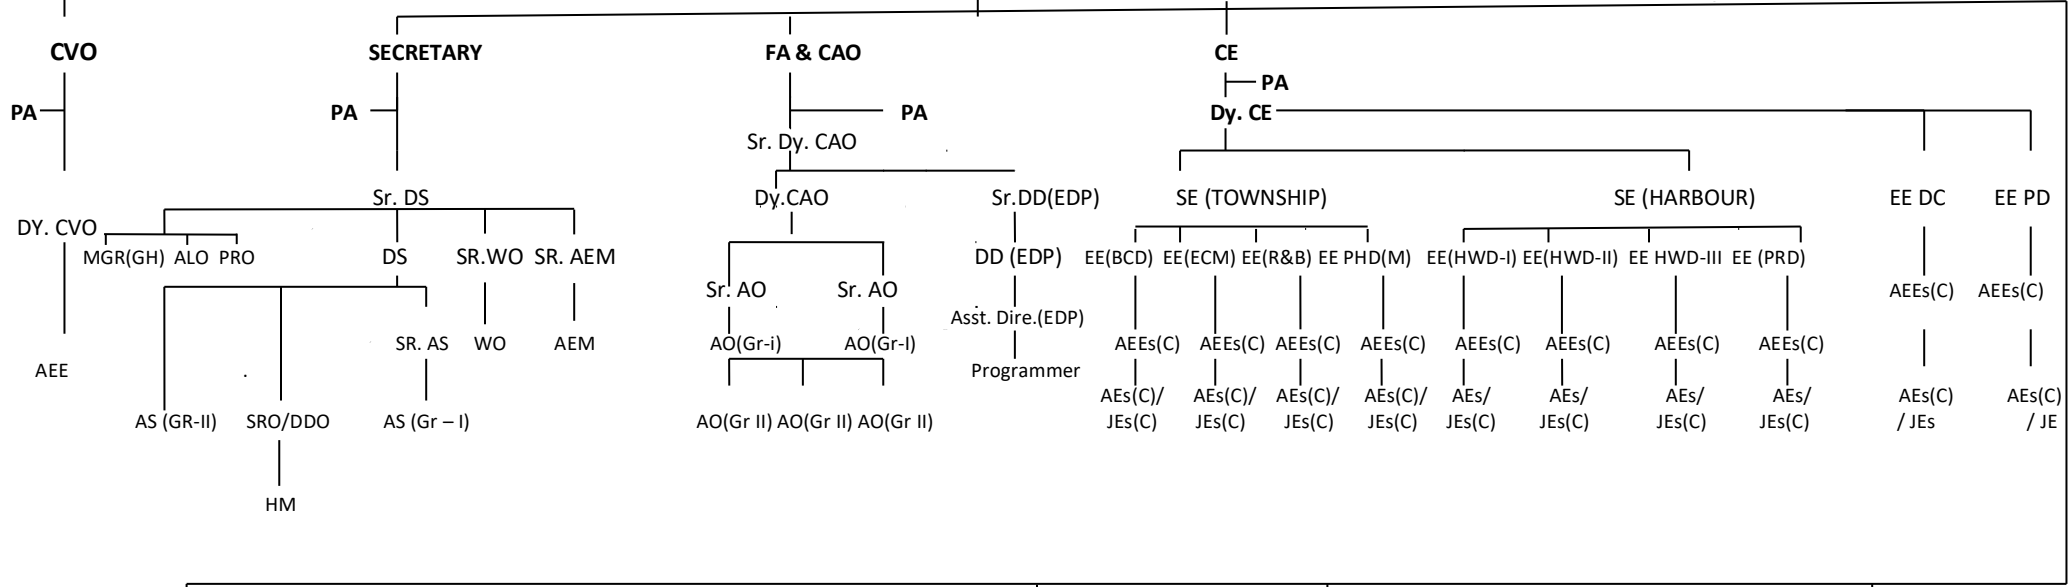 CVO SECRETARY FA & CAO CE
PA
PA PA PA Dy. CE
Sr. Dy. CAO
Sr. DS Dy.CAO Sr.DD(EDP) SE (TOWNSHIP) SE (HARBOUR) EE DC EE PD
DY. CVO
MGR(GH) ALO PRO DS SR.WO SR. AEM DD (EDP) EE(BCD) EE(ECM) EE(R&B) EE PHD(M) EE(HWD-I) EE(HWD-II) EE HWD-III EE (PRD)
Sr. AO Sr. AO AEEs(C) AEEs(C)
Asst. Dire.(EDP)
SR. AS WO AEM AO(Gr-i) AO(Gr-I) AEEs(C) AEEs(C) AEEs(C) AEEs(C) AEEs(C) AEEs(C) AEEs(C) AEEs(C)
AEE Programmer
AEs(C)/ AEs(C)/ AEs(C)/ AEs(C)/ AEs/ AEs/ AEs/ AEs/ AEs(C) AEs(C)
AS (GR-II) SRO/DDO AS (Gr – I) AO(Gr II) AO(Gr II) AO(Gr II) JEs(C) JEs(C) JEs(C) JEs(C) JEs(C) JEs(C) JEs(C) JEs(C) / JEs / JE
HM